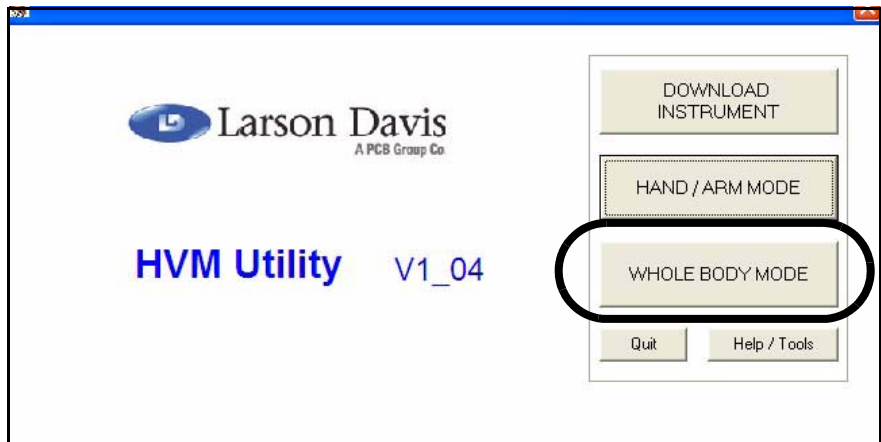 Larson Davis
A PCB Group Co.
HVM Utility V1_04
DOWNLOAD
INSTRUMENT
HAND / ARM MODE
WHOLE BODY MODE
Quit
Help / Tools